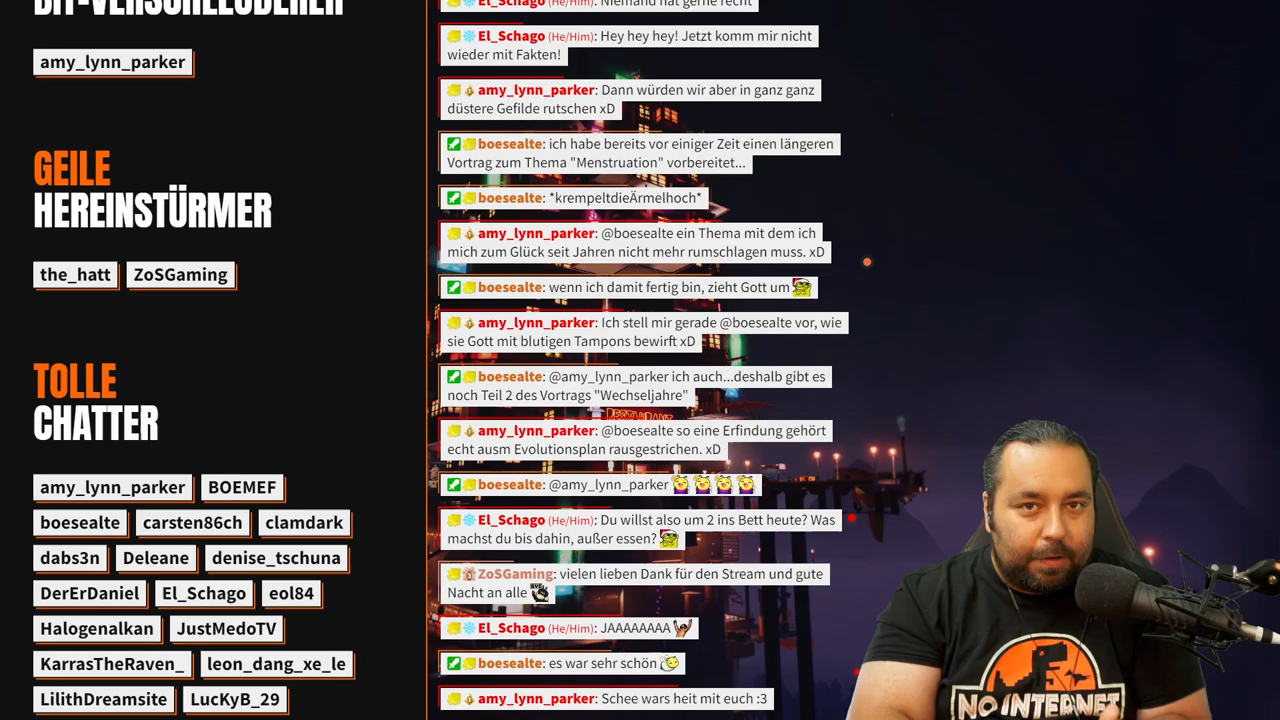 BIT-VERSCHLEUDERER
amy_lynn_parker
GEILE
HEREINSTÜRMER
the_hatt ZoSGaming
TOLLE
CHATTER
amy_lynn_parker BOEMEF
boesealte carsten86ch clamdark
dabs3n Deleane denise_tschuna
DerErDaniel El_Schago eol84
Halogenalkan JustMedoTV
KarrasTheRaven_ leon_dang_xe_le
LilithDreamsite LucKyB_29
El_Schago (He/Him): Niemand hat gerne recht
El_Schago (He/Him): Hey hey hey! Jetzt komm mir nicht
wieder mit Fakten!
amy_lynn_parker: Dann würden wir aber in ganz ganz
düstere Gefilde rutschen xD
boesealte: ich habe bereits vor einiger Zeit einen längeren
Vortrag zum Thema "Menstruation" vorbereitet...
boesealte: *krempeltdieÄrmelhoch*
amy_lynn_parker: @boesealte ein Thema mit dem ich
mich zum Glück seit Jahren nicht mehr rumschlagen muss. xD
boesealte: wenn ich damit fertig bin, zieht Gott um
amy_lynn_parker: Ich stell mir gerade @boesealte vor, wie
sie Gott mit blutigen Tampons bewirft xD
boesealte: @amy_lynn_parker ich auch...deshalb gibt es
noch Teil 2 des Vortrags "Wechseljahre"
RESTAURANT
amy_lynn_parker: @boesealte so eine Erfindung gehört
echt ausm Evolutionsplan rausgestrichen. xD
boesealte: @amy_lynn_parker
El_Schago (He/Him): Du willst also um 2 ins Bett heute? Was
machst du bis dahin, außer essen?
ZoSGaming: vielen lieben Dank für den Stream und gute
Nacht an alle
El_Schago (He/Him): JAAAAAAAA
boesealte: es war sehr schön
amy_lynn_parker: Schee wars heit mit euch :3
NO INTERNET